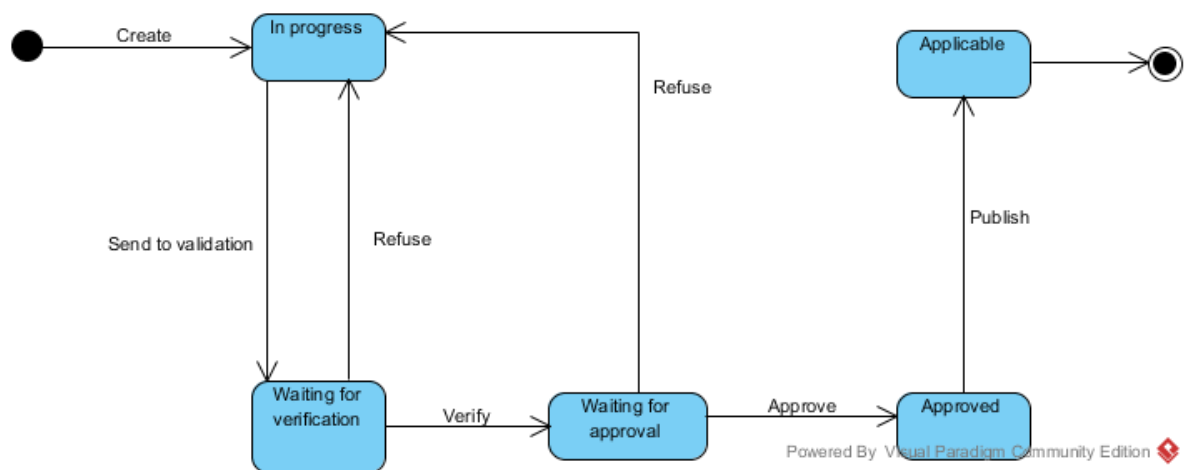 Create
In progress
Applicable
Refuse
Send to validation
Refuse
Publish
Waiting for
verification
Verify
Waiting for
approval
Approve
Approved
Powered By Visual Paradigm Community Edition